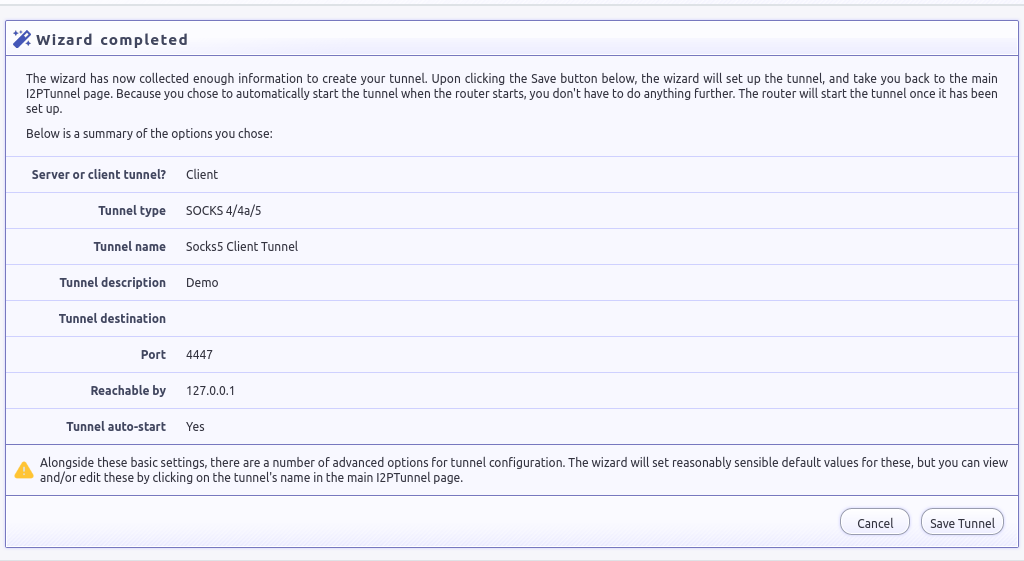 Wizard completed
The wizard has now collected enough information to create your tunnel. Upon clicking the Save button below, the wizard will set up the tunnel, and take you back to the main
I2PTunnel page. Because you chose to automatically start the tunnel when the router starts, you don't have to do anything further. The router will start the tunnel once it has been
set up.
Below is a summary of the options you chose:
Server or client tunnel? Client
Tunnel type SOCKS 4/4a/5
Tunnel name Socks5 Client Tunnel
Tunnel description Demo
Tunnel destination
Port 4447
Reachable by 127.0.0.1
Tunnel auto-start Yes
Alongside these basic settings, there are a number of advanced options for tunnel configuration. The wizard will set reasonably sensible default values for these, but you can view
and/or edit these by clicking on the tunnel's name in the main I2PTunnel page.
Cancel Save Tunnel